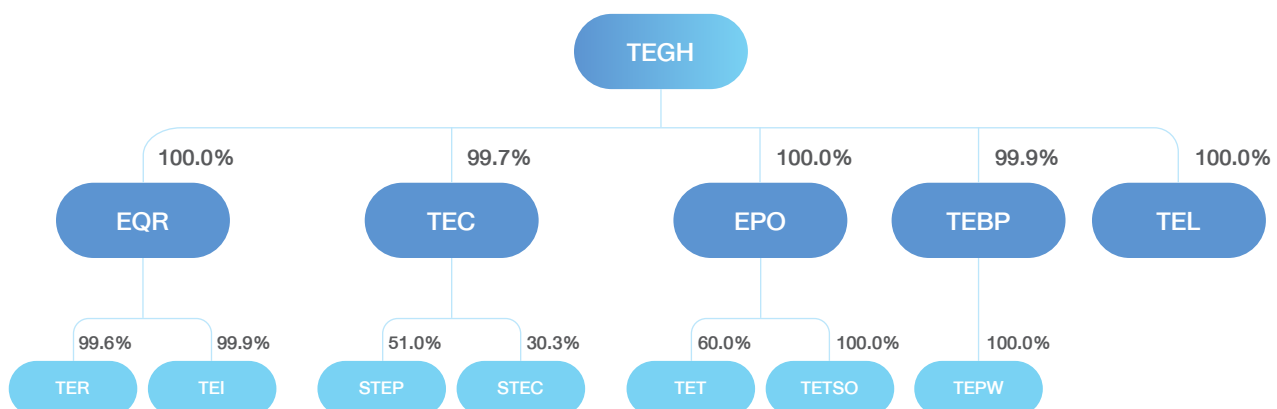 TEGH
100.0% 99.7% 100.0% 99.9% 100.0%
EQR TEC EPO TEBP TEL
99.6% 99.9% 51.0% 30.3% 60.0% 100.0% 100.0%
TER TEI STEP STEC TET TETSO TEPW